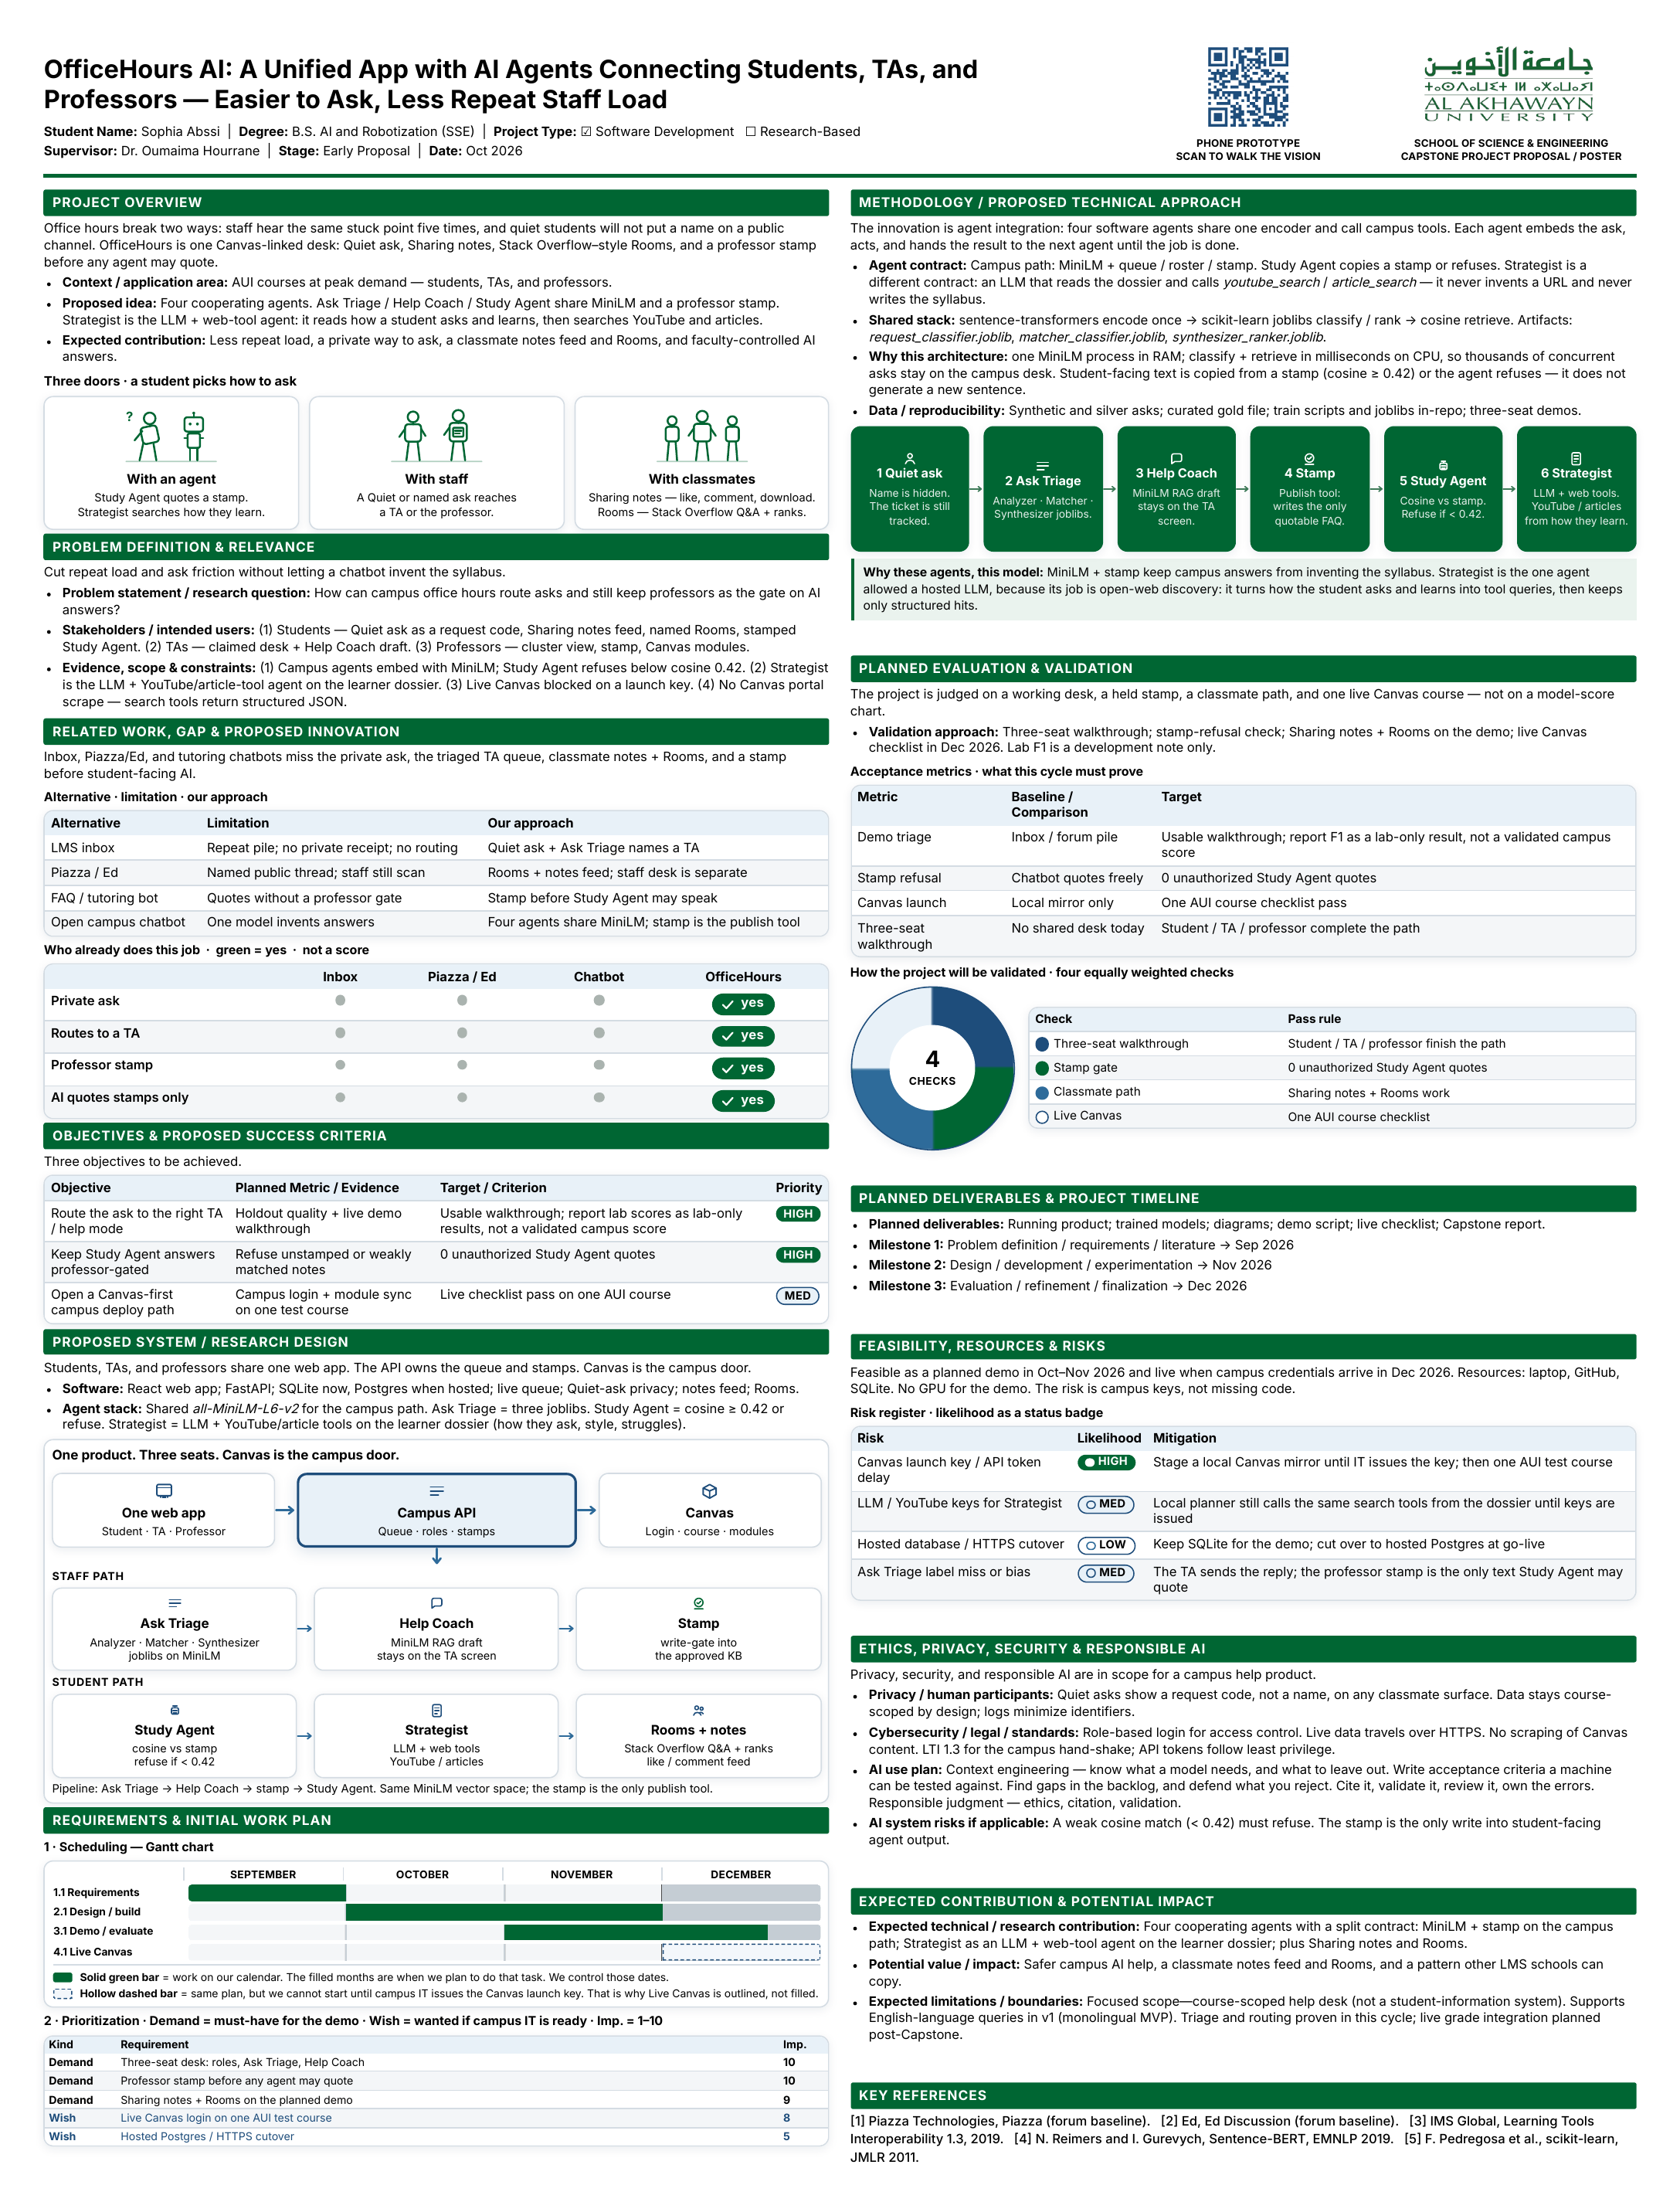 OfficeHours AI: A Unified App with AI Agents Connecting Students, TAs, and
Professors — Easier to Ask, Less Repeat Staff Load
Student Name: Sophia Abssi | Degree: B.S. AI and Robotization (SSE) | Project Type: ☑ Software Development ☐ Research-Based
Supervisor: Dr. Oumaima Hourrane | Stage: Early Proposal | Date: Oct 2026
PHONE PROTOTYPE
SCAN TO WALK THE VISION
جامعة الأخوين
AL AKHAWAYN
UNIVERSITY
SCHOOL OF SCIENCE & ENGINEERING
CAPSTONE PROJECT PROPOSAL / POSTER
PROJECT OVERVIEW
Office hours break two ways: staff hear the same stuck point five times, and quiet students will not put a name on a public
channel. OfficeHours is one Canvas-linked desk: Quiet ask, Sharing notes, Stack Overflow–style Rooms, and a professor stamp
before any agent may quote.
• Context / application area: AUI courses at peak demand — students, TAs, and professors.
• Proposed idea: Four cooperating agents. Ask Triage / Help Coach / Study Agent share MiniLM and a professor stamp.
Strategist is the LLM + web-tool agent: it reads how a student asks and learns, then searches YouTube and articles.
• Expected contribution: Less repeat load, a private way to ask, a classmate notes feed and Rooms, and faculty-controlled AI
answers.
Three doors · a student picks how to ask
?
With an agent
Study Agent quotes a stamp.
Strategist searches how they learn.
With staff
A Quiet or named ask reaches
a TA or the professor.
With classmates
Sharing notes — like, comment, download.
Rooms — Stack Overflow Q&A + ranks.
PROBLEM DEFINITION & RELEVANCE
Cut repeat load and ask friction without letting a chatbot invent the syllabus.
• Problem statement / research question: How can campus office hours route asks and still keep professors as the gate on AI
answers?
• Stakeholders / intended users: (1) Students — Quiet ask as a request code, Sharing notes feed, named Rooms, stamped
Study Agent. (2) TAs — claimed desk + Help Coach draft. (3) Professors — cluster view, stamp, Canvas modules.
• Evidence, scope & constraints: (1) Campus agents embed with MiniLM; Study Agent refuses below cosine 0.42. (2) Strategist
is the LLM + YouTube/article-tool agent on the learner dossier. (3) Live Canvas blocked on a launch key. (4) No Canvas portal
scrape — search tools return structured JSON.
RELATED WORK, GAP & PROPOSED INNOVATION
Inbox, Piazza/Ed, and tutoring chatbots miss the private ask, the triaged TA queue, classmate notes + Rooms, and a stamp
before student-facing AI.
Alternative · limitation · our approach
Alternative Limitation Our approach
LMS inbox Repeat pile; no private receipt; no routing Quiet ask + Ask Triage names a TA
Piazza / Ed Named public thread; staff still scan Rooms + notes feed; staff desk is separate
FAQ / tutoring bot Quotes without a professor gate Stamp before Study Agent may speak
Open campus chatbot One model invents answers Four agents share MiniLM; stamp is the publish tool
Who already does this job · green = yes · not a score
Inbox Piazza / Ed Chatbot OfficeHours
Private ask ✓ yes
Routes to a TA ✓ yes
Professor stamp ✓ yes
AI quotes stamps only ✓ yes
OBJECTIVES & PROPOSED SUCCESS CRITERIA
Three objectives to be achieved.
Objective Planned Metric / Evidence Target / Criterion Priority
Route the ask to the right TA / help mode Holdout quality + live demo walkthrough Usable walkthrough; report lab scores as lab-only results, not a validated campus score HIGH
Keep Study Agent answers professor-gated Refuse unstamped or weakly matched notes 0 unauthorized Study Agent quotes HIGH
Open a Canvas-first campus deploy path Campus login + module sync on one test course Live checklist pass on one AUI course MED
PROPOSED SYSTEM / RESEARCH DESIGN
Students, TAs, and professors share one web app. The API owns the queue and stamps. Canvas is the campus door.
• Software: React web app; FastAPI; SQLite now, Postgres when hosted; live queue; Quiet-ask privacy; notes feed; Rooms.
• Agent stack: Shared all-MiniLM-L6-v2 for the campus path. Ask Triage = three joblibs. Study Agent = cosine ≥ 0.42 or
refuse. Strategist = LLM + YouTube/article tools on the learner dossier (how they ask, style, struggles).
One product. Three seats. Canvas is the campus door.
One web app
Student · TA · Professor
→
Campus API
Queue · roles · stamps
→
Canvas
Login · course · modules
↓
STAFF PATH
Ask Triage
Analyzer · Matcher · Synthesizer
joblibs on MiniLM
→
Help Coach
MiniLM RAG draft
stays on the TA screen
→
Stamp
write-gate into
the approved KB
STUDENT PATH
Study Agent
cosine vs stamp
refuse if < 0.42
→
Strategist
LLM + web tools
YouTube / articles
→
Rooms + notes
Stack Overflow Q&A + ranks
like / comment feed
Pipeline: Ask Triage → Help Coach → stamp → Study Agent. Same MiniLM vector space; the stamp is the only publish tool.
REQUIREMENTS & INITIAL WORK PLAN
1 · Scheduling — Gantt chart
SEPTEMBER OCTOBER NOVEMBER DECEMBER
1.1 Requirements
2.1 Design / build
3.1 Demo / evaluate
4.1 Live Canvas
Solid green bar = work on our calendar. The filled months are when we plan to do that task. We control those dates.
Hollow dashed bar = same plan, but we cannot start until campus IT issues the Canvas launch key. That is why Live Canvas is outlined, not filled.
2 · Prioritization · Demand = must-have for the demo · Wish = wanted if campus IT is ready · Imp. = 1–10
Kind Requirement Imp.
Demand Three-seat desk: roles, Ask Triage, Help Coach 10
Demand Professor stamp before any agent may quote 10
Demand Sharing notes + Rooms on the planned demo 9
Wish Live Canvas login on one AUI test course 8
Wish Hosted Postgres / HTTPS cutover 5
METHODOLOGY / PROPOSED TECHNICAL APPROACH
The innovation is agent integration: four software agents share one encoder and call campus tools. Each agent embeds the ask,
acts, and hands the result to the next agent until the job is done.
• Agent contract: Campus path: MiniLM + queue / roster / stamp. Study Agent copies a stamp or refuses. Strategist is a
different contract: an LLM that reads the dossier and calls youtube_search / article_search — it never invents a URL and never
writes the syllabus.
• Shared stack: sentence-transformers encode once → scikit-learn joblibs classify / rank → cosine retrieve. Artifacts:
request_classifier.joblib, matcher_classifier.joblib, synthesizer_ranker.joblib.
• Why this architecture: one MiniLM process in RAM; classify + retrieve in milliseconds on CPU, so thousands of concurrent
asks stay on the campus desk. Student-facing text is copied from a stamp (cosine ≥ 0.42) or the agent refuses — it does not
generate a new sentence.
• Data / reproducibility: Synthetic and silver asks; curated gold file; train scripts and joblibs in-repo; three-seat demos.
1 Quiet ask
Name is hidden.
The ticket is still
tracked.
→
2 Ask Triage
Analyzer · Matcher ·
Synthesizer joblibs.
→
3 Help Coach
MiniLM RAG draft
stays on the TA
screen.
→
4 Stamp
Publish tool:
writes the only
quotable FAQ.
→
5 Study Agent
Cosine vs stamp.
Refuse if < 0.42.
→
6 Strategist
LLM + web tools.
YouTube / articles
from how they learn.
Why these agents, this model: MiniLM + stamp keep campus answers from inventing the syllabus. Strategist is the one agent
allowed a hosted LLM, because its job is open-web discovery: it turns how the student asks and learns into tool queries, then keeps
only structured hits.
PLANNED EVALUATION & VALIDATION
The project is judged on a working desk, a held stamp, a classmate path, and one live Canvas course — not on a model-score
chart.
• Validation approach: Three-seat walkthrough; stamp-refusal check; Sharing notes + Rooms on the demo; live Canvas
checklist in Dec 2026. Lab F1 is a development note only.
Acceptance metrics · what this cycle must prove
Metric Baseline / Comparison Target
Demo triage Inbox / forum pile Usable walkthrough; report F1 as a lab-only result, not a validated campus score
Stamp refusal Chatbot quotes freely 0 unauthorized Study Agent quotes
Canvas launch Local mirror only One AUI course checklist pass
Three-seat walkthrough No shared desk today Student / TA / professor complete the path
How the project will be validated · four equally weighted checks
4
CHECKS
Check Pass rule
Three-seat walkthrough Student / TA / professor finish the path
Stamp gate 0 unauthorized Study Agent quotes
Classmate path Sharing notes + Rooms work
Live Canvas One AUI course checklist
PLANNED DELIVERABLES & PROJECT TIMELINE
• Planned deliverables: Running product; trained models; diagrams; demo script; live checklist; Capstone report.
• Milestone 1: Problem definition / requirements / literature → Sep 2026
• Milestone 2: Design / development / experimentation → Nov 2026
• Milestone 3: Evaluation / refinement / finalization → Dec 2026
FEASIBILITY, RESOURCES & RISKS
Feasible as a planned demo in Oct–Nov 2026 and live when campus credentials arrive in Dec 2026. Resources: laptop, GitHub,
SQLite. No GPU for the demo. The risk is campus keys, not missing code.
Risk register · likelihood as a status badge
Risk Likelihood Mitigation
Canvas launch key / API token delay HIGH Stage a local Canvas mirror until IT issues the key; then one AUI test course
LLM / YouTube keys for Strategist MED Local planner still calls the same search tools from the dossier until keys are issued
Hosted database / HTTPS cutover LOW Keep SQLite for the demo; cut over to hosted Postgres at go-live
Ask Triage label miss or bias MED The TA sends the reply; the professor stamp is the only text Study Agent may quote
ETHICS, PRIVACY, SECURITY & RESPONSIBLE AI
Privacy, security, and responsible AI are in scope for a campus help product.
• Privacy / human participants: Quiet asks show a request code, not a name, on any classmate surface. Data stays course-
scoped by design; logs minimize identifiers.
• Cybersecurity / legal / standards: Role-based login for access control. Live data travels over HTTPS. No scraping of Canvas
content. LTI 1.3 for the campus hand-shake; API tokens follow least privilege.
• AI use plan: Context engineering — know what a model needs, and what to leave out. Write acceptance criteria a machine
can be tested against. Find gaps in the backlog, and defend what you reject. Cite it, validate it, review it, own the errors.
Responsible judgment — ethics, citation, validation.
• AI system risks if applicable: A weak cosine match (< 0.42) must refuse. The stamp is the only write into student-facing
agent output.
EXPECTED CONTRIBUTION & POTENTIAL IMPACT
• Expected technical / research contribution: Four cooperating agents with a split contract: MiniLM + stamp on the campus
path; Strategist as an LLM + web-tool agent on the learner dossier; plus Sharing notes and Rooms.
• Potential value / impact: Safer campus AI help, a classmate notes feed and Rooms, and a pattern other LMS schools can
copy.
• Expected limitations / boundaries: Focused scope—course-scoped help desk (not a student-information system). Supports
English-language queries in v1 (monolingual MVP). Triage and routing proven in this cycle; live grade integration planned
post-Capstone.
KEY REFERENCES
[1] Piazza Technologies, Piazza (forum baseline). [2] Ed, Ed Discussion (forum baseline). [3] IMS Global, Learning Tools
Interoperability 1.3, 2019. [4] N. Reimers and I. Gurevych, Sentence-BERT, EMNLP 2019. [5] F. Pedregosa et al., scikit-learn,
JMLR 2011.